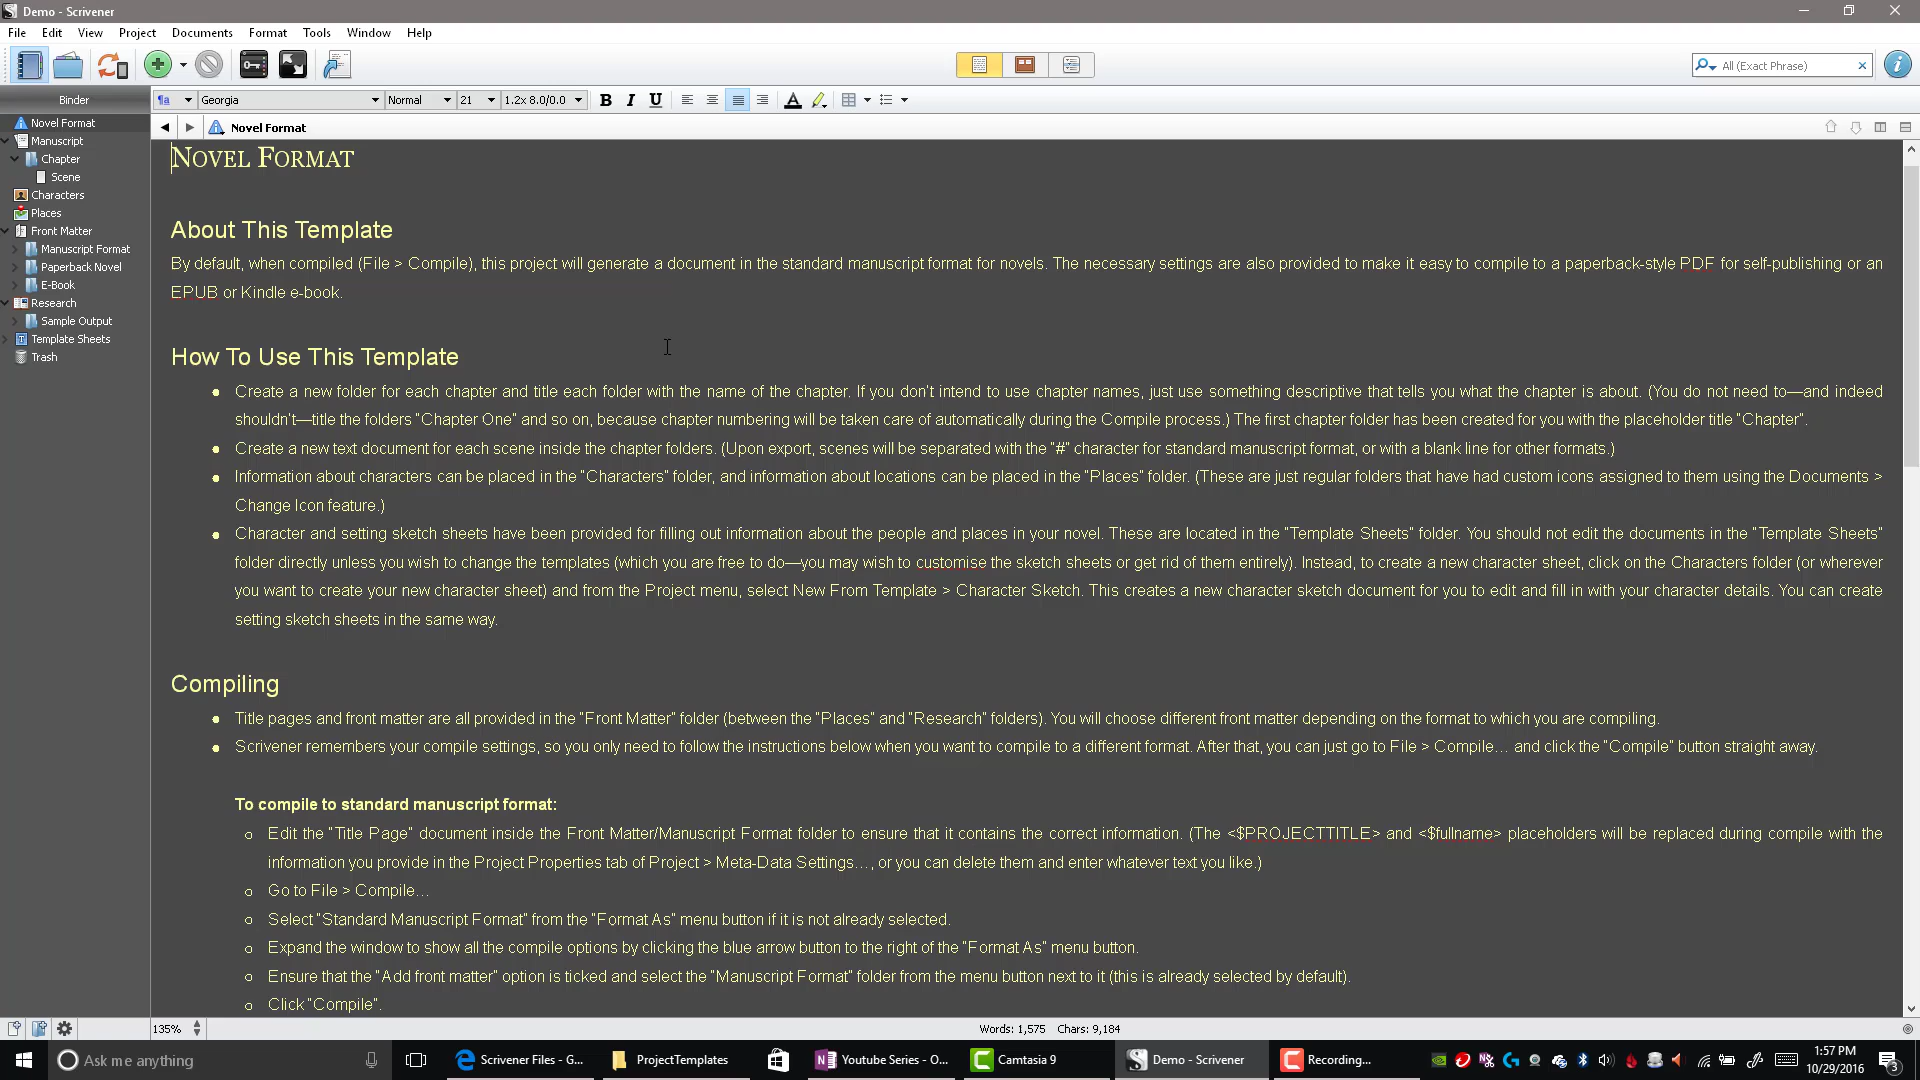 Demo - Scrivener
File Edit View Project Documents Format Tools Window Help
All (Exact Phrase)
Binder
Georgia Normal 21 1.2x 8.0/0.0 B I U A
Novel Format
Novel Format
Manuscript
Chapter
Scene
Characters
Places
Front Matter
Manuscript Format
Paperback Novel
E-Book
Research
Sample Output
Template Sheets
Trash
NOVEL FORMAT
About This Template
By default, when compiled (File > Compile), this project will generate a document in the standard manuscript format for novels. The necessary settings are also provided to make it easy to compile to a paperback-style PDF for self-publishing or an
EPUB or Kindle e-book.
How To Use This Template
Create a new folder for each chapter and title each folder with the name of the chapter. If you don't intend to use chapter names, just use something descriptive that tells you what the chapter is about. (You do not need to—and indeed
shouldn't—title the folders "Chapter One" and so on, because chapter numbering will be taken care of automatically during the Compile process.) The first chapter folder has been created for you with the placeholder title "Chapter".
Create a new text document for each scene inside the chapter folders. (Upon export, scenes will be separated with the "#" character for standard manuscript format, or with a blank line for other formats.)
Information about characters can be placed in the "Characters" folder, and information about locations can be placed in the "Places" folder. (These are just regular folders that have had custom icons assigned to them using the Documents >
Change Icon feature.)
Character and setting sketch sheets have been provided for filling out information about the people and places in your novel. These are located in the "Template Sheets" folder. You should not edit the documents in the "Template Sheets"
folder directly unless you wish to change the templates (which you are free to do—you may wish to customise the sketch sheets or get rid of them entirely). Instead, to create a new character sheet, click on the Characters folder (or wherever
you want to create your new character sheet) and from the Project menu, select New From Template > Character Sketch. This creates a new character sketch document for you to edit and fill in with your character details. You can create
setting sketch sheets in the same way.
Compiling
Title pages and front matter are all provided in the "Front Matter" folder (between the "Places" and "Research" folders). You will choose different front matter depending on the format to which you are compiling.
Scrivener remembers your compile settings, so you only need to follow the instructions below when you want to compile to a different format. After that, you can just go to File > Compile... and click the "Compile" button straight away.
To compile to standard manuscript format:
Edit the "Title Page" document inside the Front Matter/Manuscript Format folder to ensure that it contains the correct information. (The <$PROJECTTITLE> and <$fullname> placeholders will be replaced during compile with the
information you provide in the Project Properties tab of Project > Meta-Data Settings..., or you can delete them and enter whatever text you like.)
Go to File > Compile...
Select "Standard Manuscript Format" from the "Format As" menu button if it is not already selected.
Expand the window to show all the compile options by clicking the blue arrow button to the right of the "Format As" menu button.
Ensure that the "Add front matter" option is ticked and select the "Manuscript Format" folder from the menu button next to it (this is already selected by default).
Click "Compile".
135% Words: 1,575 Chars: 9,184
Ask me anything Scrivener Files - G... ProjectTemplates Youtube Series - O... Camtasia 9 Demo - Scrivener Recording...
1:57 PM
10/29/2016
3